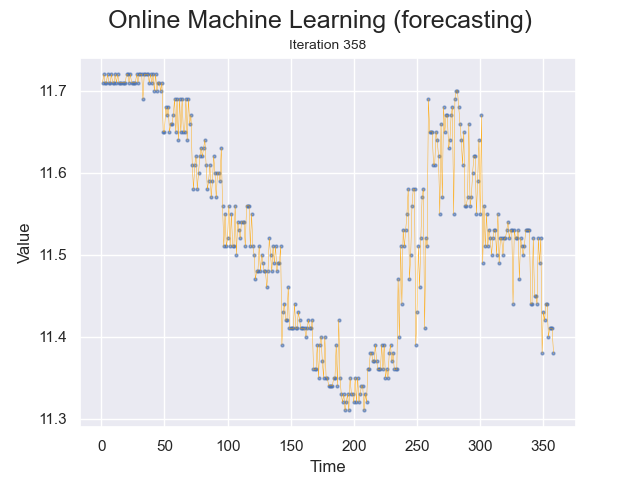 Online Machine Learning (forecasting)
Iteration 358
11.7
11.6
11.5
11.4
11.3
Value
0 50 100 150 200 250 300 350
Time